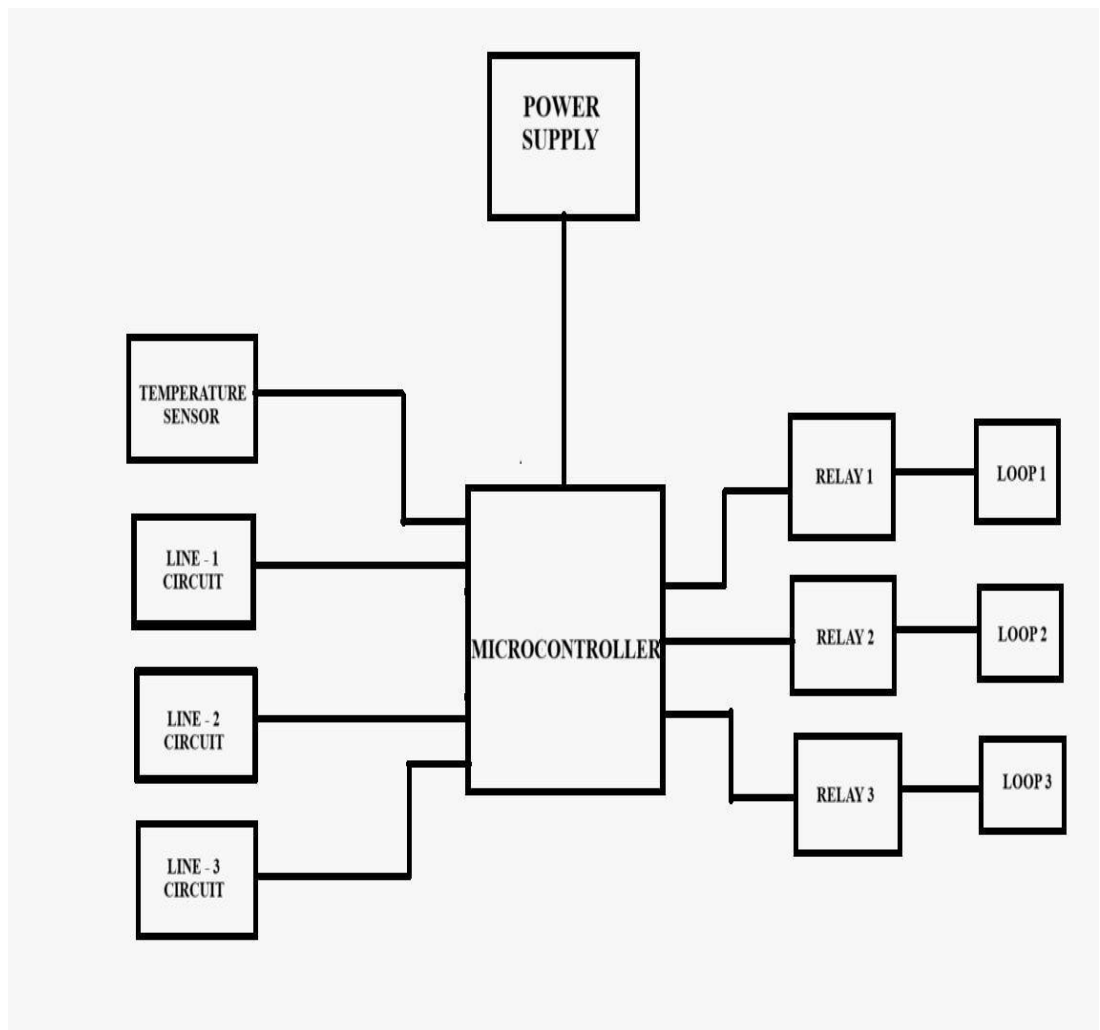 POWER
SUPPLY
TEMPERATURE
SENSOR
LINE - 1
CIRCUIT
LINE - 2
CIRCUIT
LINE - 3
CIRCUIT
MICROCONTROLLER
RELAY 1
LOOP 1
RELAY 2
LOOP 2
RELAY 3
LOOP 3